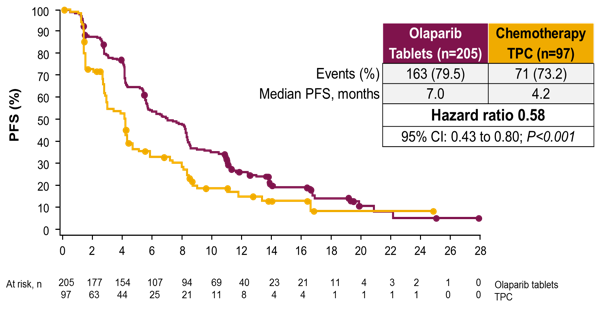 Olaparib Tablets (n=205)
Chemotherapy TPC (n=97)
Events (%) 163 (79.5) 71 (73.2)
Median PFS, months 7.0 4.2
Hazard ratio 0.58
95% CI: 0.43 to 0.80; P<0.001
PFS (%)
100
90
80
70
60
50
40
30
20
10
0
0 2 4 6 8 10 12 14 16 18 20 22 24 26 28
At risk, n
205 177 154 107 94 69 40 23 21 11 4 3 2 1 0 Olaparib tablets
97 63 44 25 21 11 8 4 4 1 1 1 1 0 0 TPC